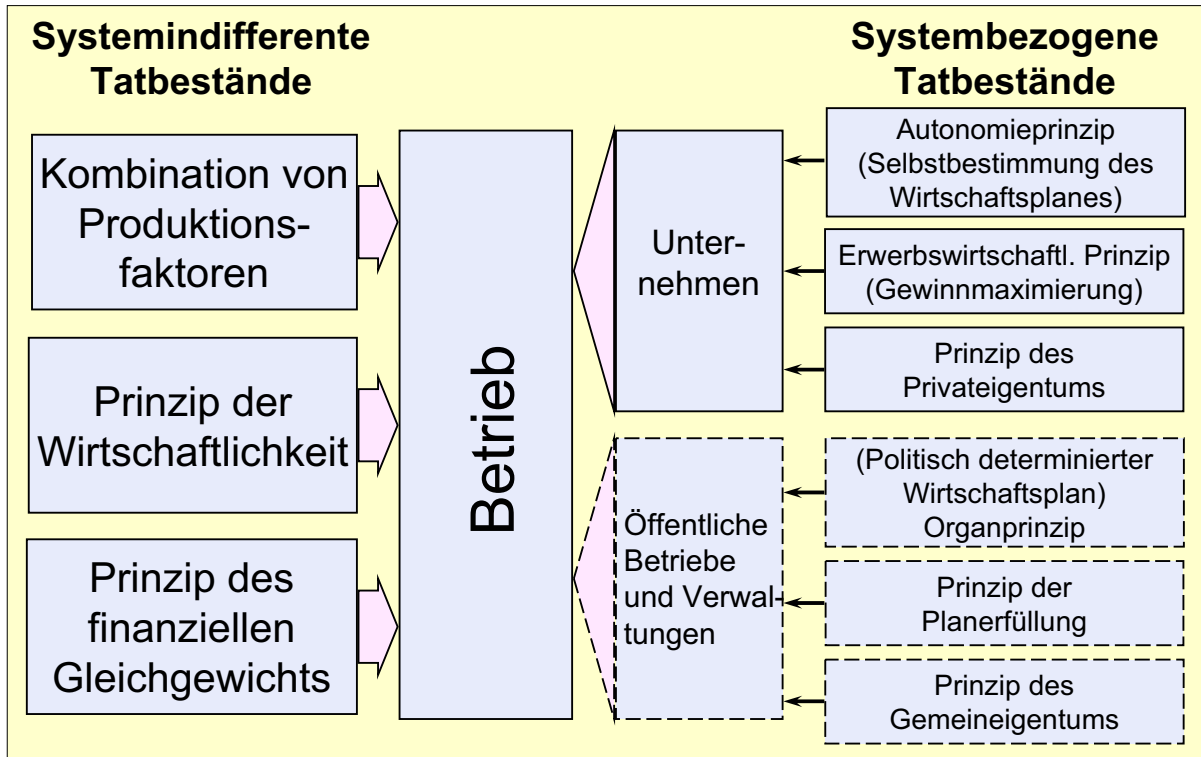 Systemindifferente
Tatbestände
Kombination von
Produktions-
faktoren
Prinzip der
Wirtschaftlichkeit
Prinzip des
finanziellen
Gleichgewichts
Betrieb
Unter-
nehmen
Öffentliche
Betriebe
und Verwal-
tungen
Systembezogene
Tatbestände
Autonomieprinzip
(Selbstbestimmung des
Wirtschaftsplanes)
Erwerbswirtschaftl. Prinzip
(Gewinnmaximierung)
Prinzip des
Privateigentums
(Politisch determinierter
Wirtschaftsplan)
Organprinzip
Prinzip der
Planerfüllung
Prinzip des
Gemeineigentums